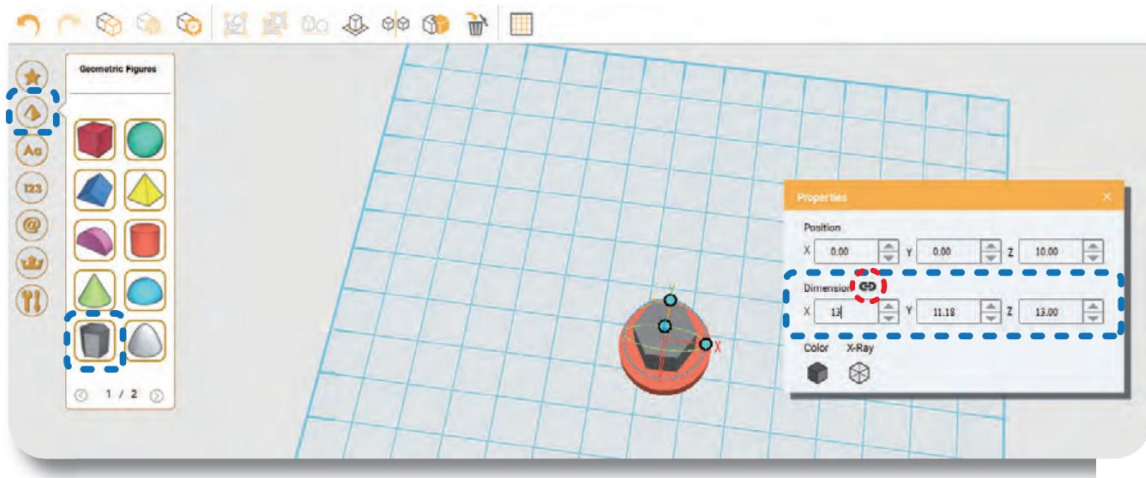 Geometric Figures
Aa
123
@
1 / 2
Y
X
Properties
Position
X 0.00 Y 0.00 Z 10.00
Dimension
X 13 Y 11.18 Z 13.00
Color X-Ray